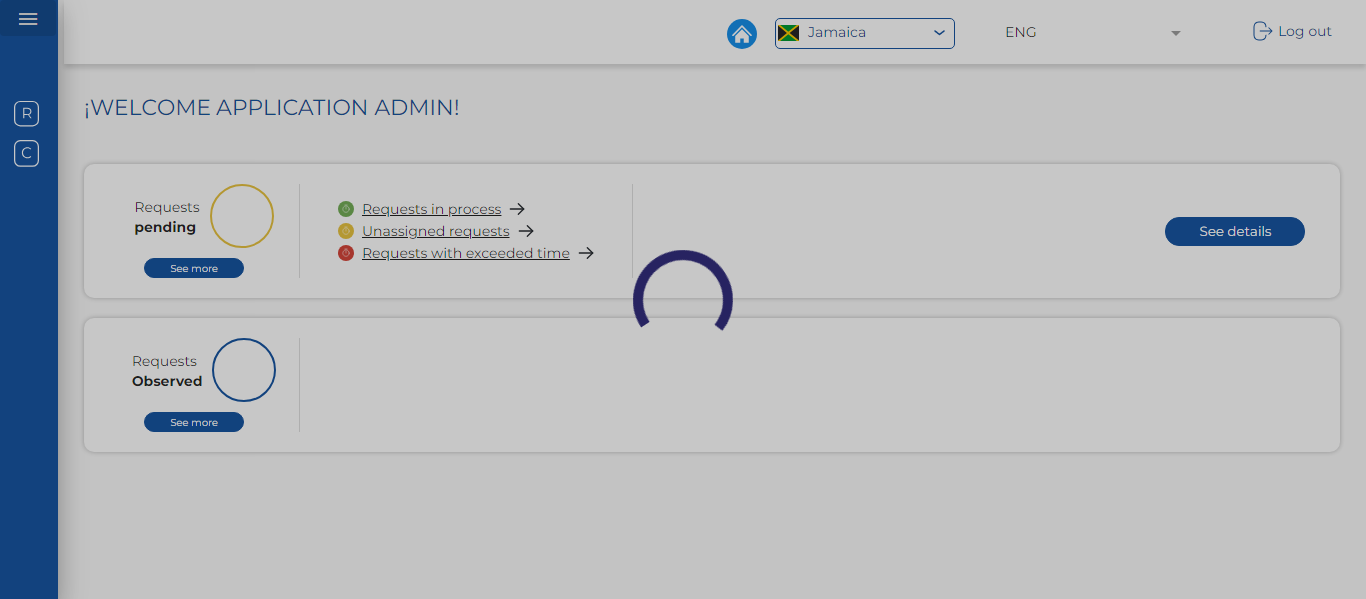 Jamaica
ENG
Log out
R
C
¡WELCOME APPLICATION ADMIN!
Requests
pending
See more
Requests in process
Unassigned requests
Requests with exceeded time
See details
Requests
Observed
See more